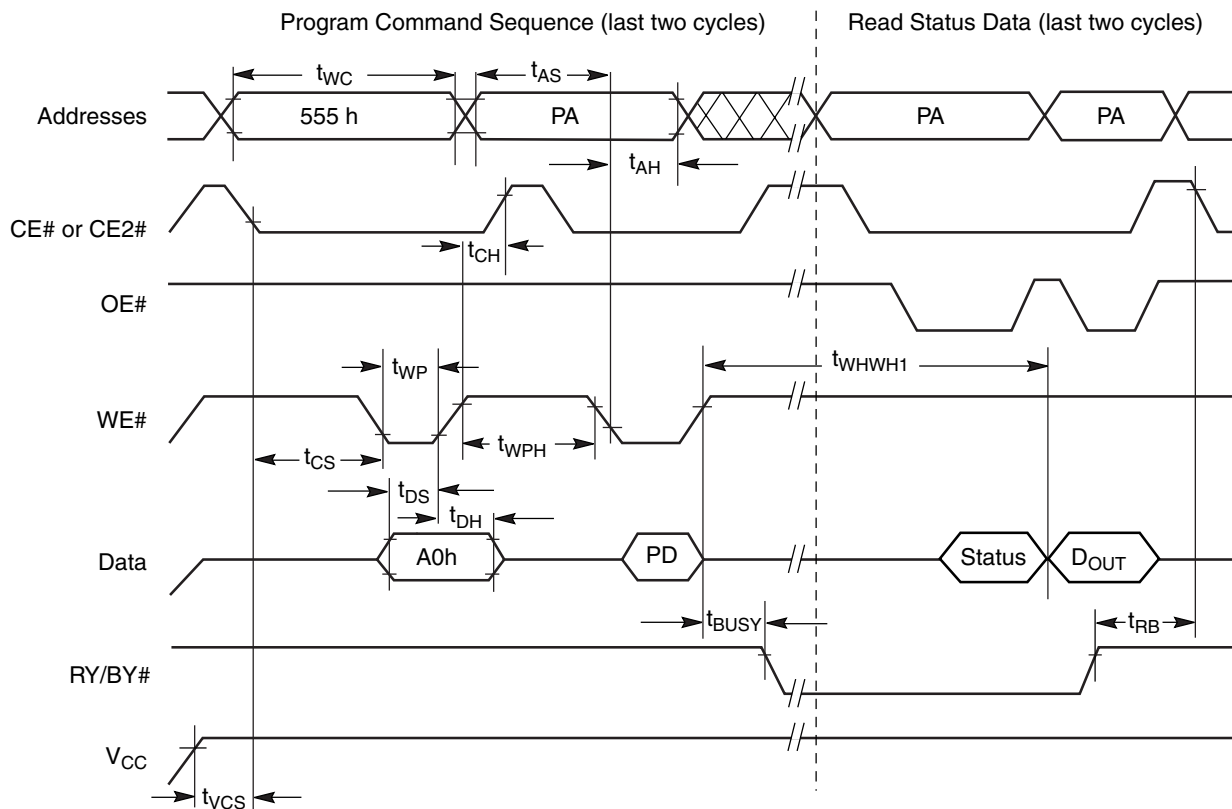 Program Command Sequence (last two cycles) Read Status Data (last two cycles)
tWC tAS
Addresses 555 h PA PA PA
tAH
CE# or CE2#
tCH
OE#
tWP tWHWH1
WE#
tCS tWPH
tDS
tDH
Data A0h PD Status DOUT
tBUSY tRB
RY/BY#
VCC
tVCS